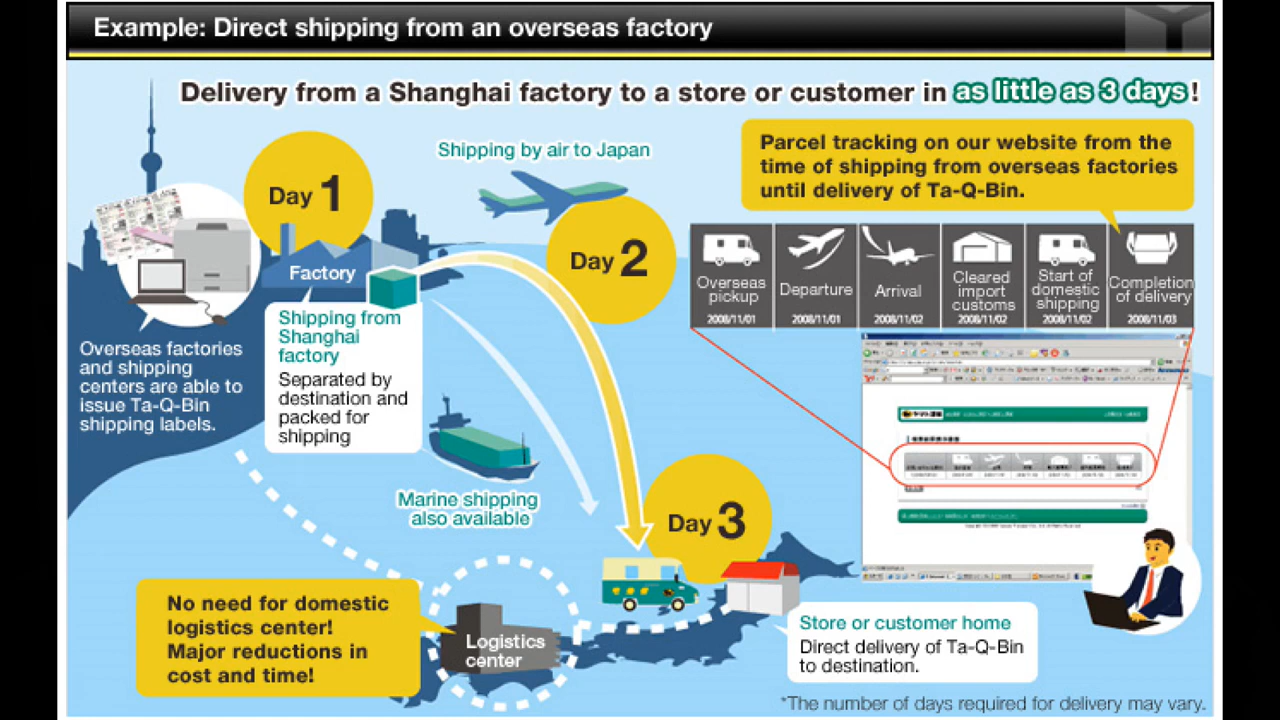 Example: Direct shipping from an overseas factory
Delivery from a Shanghai factory to a store or customer in as little as 3 days!
Day 1
Shipping by air to Japan
Day 2
Parcel tracking on our website from the
time of shipping from overseas factories
until delivery of Ta-Q-Bin.
Overseas
pickup
2008/11/01
Departure
2008/11/01
Arrival
2008/11/02
Cleared
import
customs
2008/11/02
Start of
domestic
shipping
2008/11/02
Completion
of delivery
2008/11/03
Factory
Shipping from
Shanghai
factory
Separated by
destination and
packed for
shipping
Overseas factories
and shipping
centers are able to
issue Ta-Q-Bin
shipping labels.
Marine shipping
also available
Day 3
No need for domestic
logistics center!
Major reductions in
cost and time!
Logistics
center
Store or customer home
Direct delivery of Ta-Q-Bin
to destination.
*The number of days required for delivery may vary.